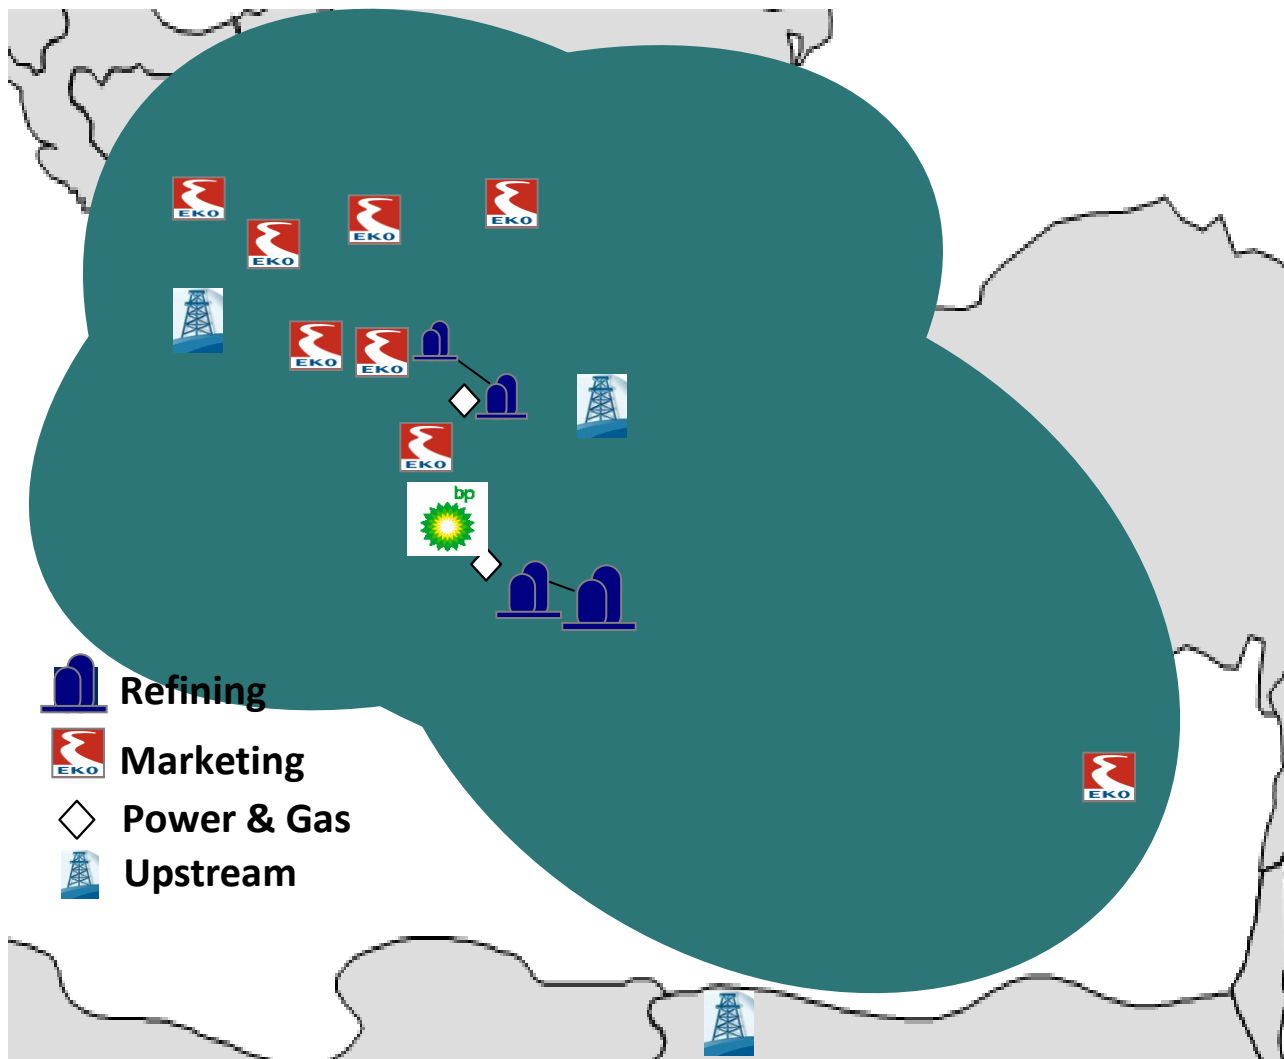 EKO
EKO
EKO
EKO
EKO
EKO
EKO
bp
Refining
EKO
Marketing
EKO
Power & Gas
Upstream